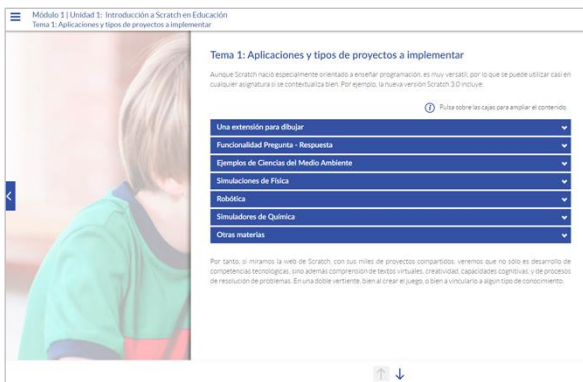 Módulo 1 | Unidad 1: Introducción a Scratch en Educación
Tema 1: Aplicaciones y tipos de proyectos a implementar
Tema 1: Aplicaciones y tipos de proyectos a implementar
Aunque Scratch nació especialmente orientado a enseñar programación, es muy versátil, por lo que se puede utilizar casi en
cualquier asignatura si se contextualiza bien. Por ejemplo, la nueva versión Scratch 3.0 incluye:
Pulsa sobre las cajas para ampliar el contenido.
Una extensión para dibujar
Funcionalidad Pregunta - Respuesta
Ejemplos de Ciencias del Medio Ambiente
Simulaciones de Física
Robótica
Simuladores de Química
Otras materias
Por tanto, si miramos la web de Scratch, con sus miles de proyectos compartidos, veremos que no sólo es desarrollo de
competencias tecnológicas, sino además comprensión de textos virtuales, creatividad, capacidades cognitivas, y de procesos
de resolución de problemas. En una doble vertiente, bien al crear el juego, o bien a vincularlo a algún tipo de conocimiento.